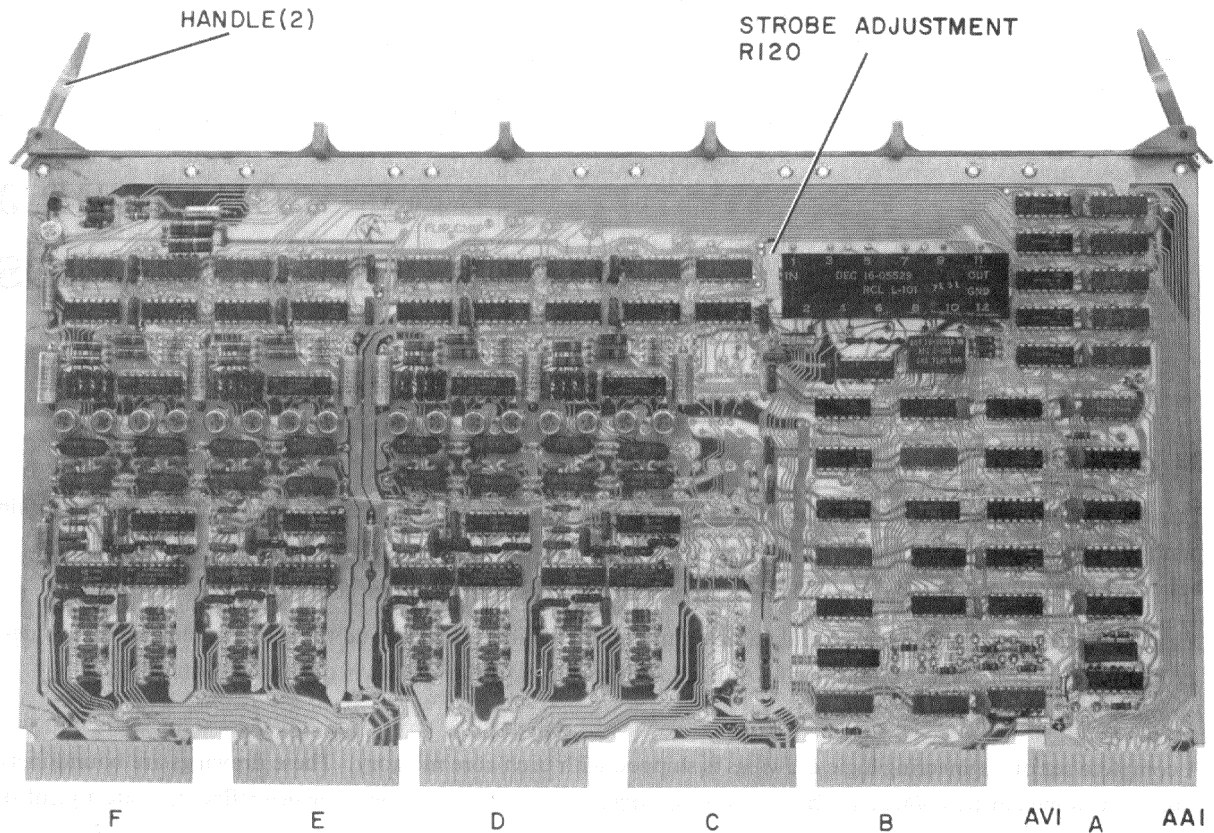 HANDLE(2)
STROBE ADJUSTMENT
R120
1 3 5 7 9 11
IN DEC 16-05529 OUT
RCL L-101 GND
2 4 6 8 10 12
F E D C B AV1 A AA1